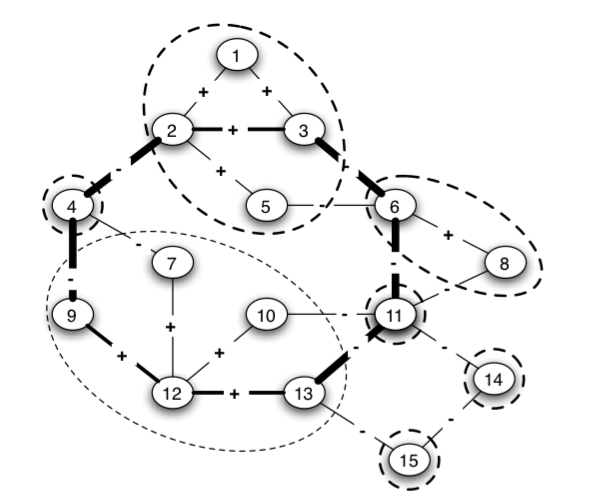 1
+ +
2 + 3
- + -
4 5 - 6
- + 
7 8
- + - -
9 10 - 11
+ + - -
12 + 13 14
- -
15